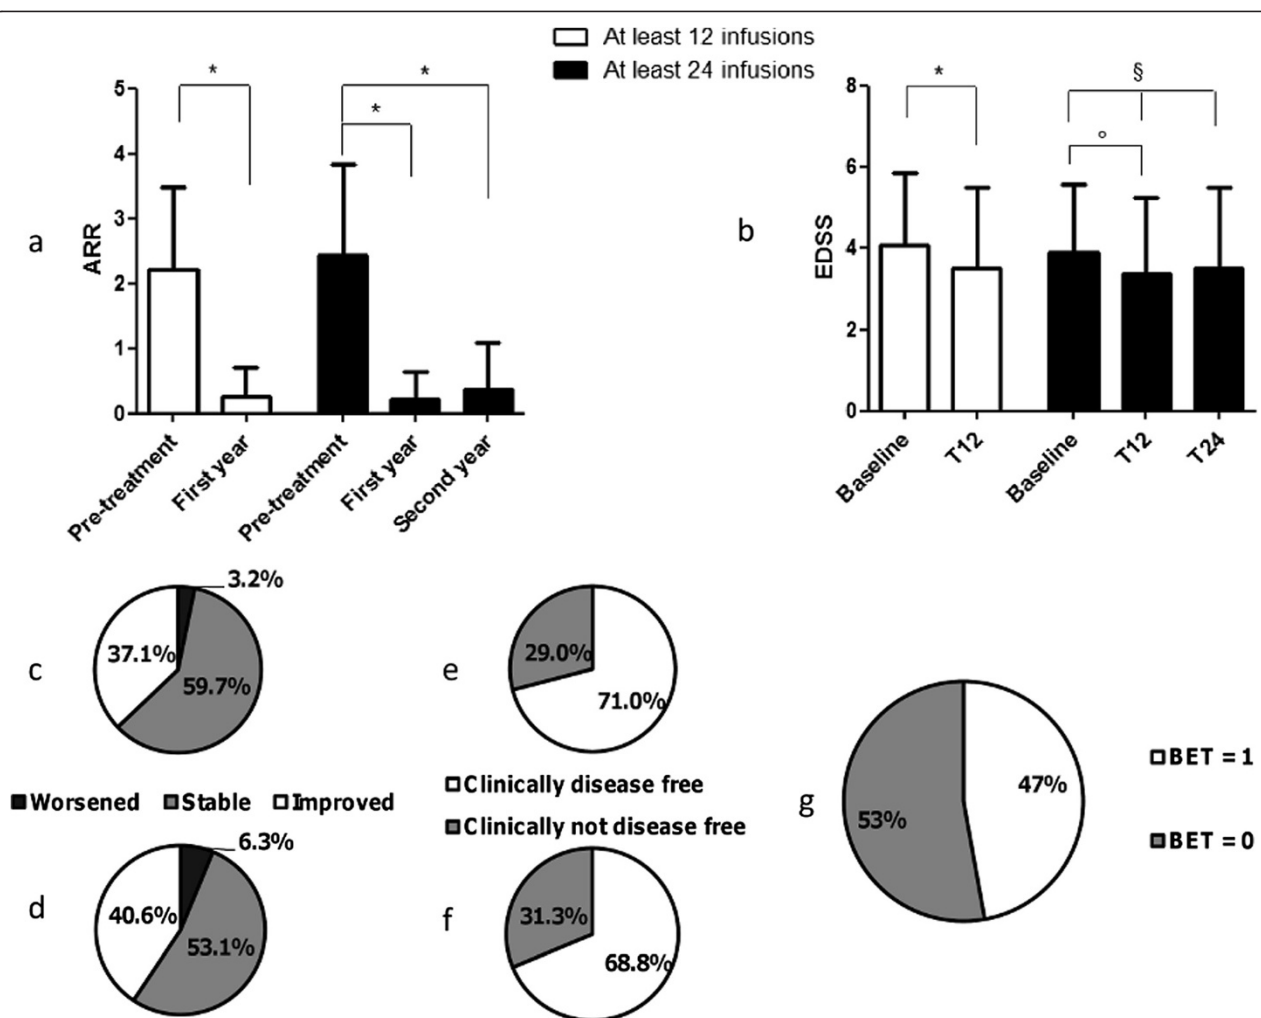 At least 12 infusions
At least 24 infusions
a
ARR
5
4
3
2
1
0
*
*
*
Pre-treatment
First year
Pre-treatment
First year
Second year
b
EDSS
8
6
4
2
0
*
§
°
Baseline
T12
Baseline
T12
T24
c
3.2%
37.1%
59.7%
Worsened Stable Improved
d
6.3%
40.6%
53.1%
e
29.0%
71.0%
Clinically disease free
Clinically not disease free
f
31.3%
68.8%
g
47%
53%
BET = 1
BET = 0